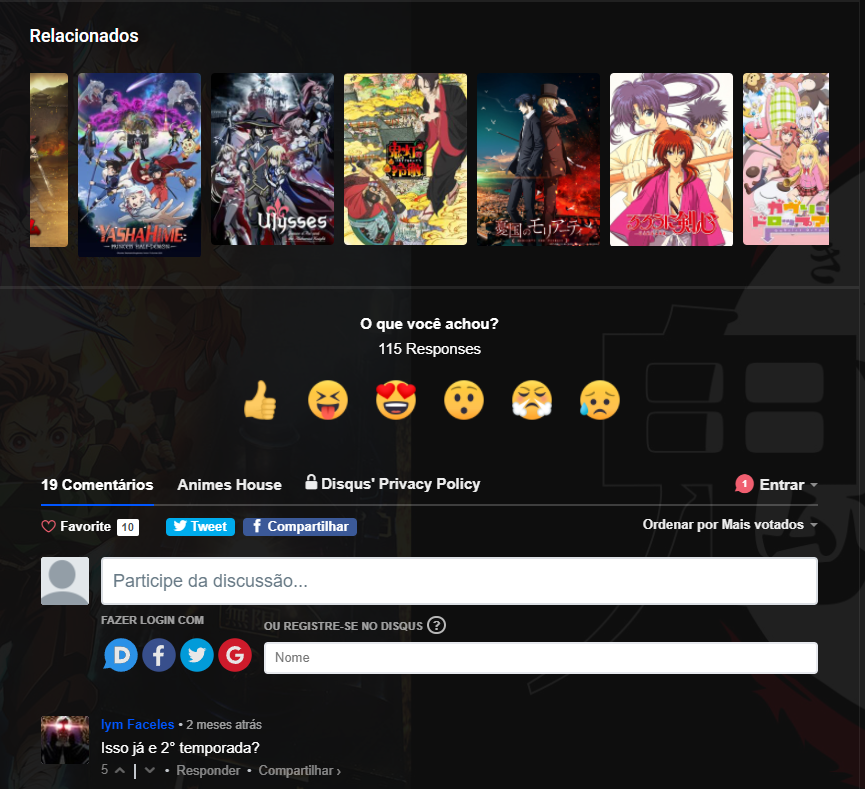 Relacionados
YASHAHIME:
PRINCESS HALF-DEMON
Ulysses
憂国のモリアーティ
るろうに剣心
O que você achou?
115 Responses
19 Comentários
Animes House
Disqus' Privacy Policy
1
Entrar
Favorite 10
Tweet
Compartilhar
Ordenar por Mais votados
Participe da discussão...
FAZER LOGIN COM
OU REGISTRE-SE NO DISQUS ?
D f G
Nome
lym Faceles • 2 meses atrás
Isso já e 2° temporada?
5 | • Responder • Compartilhar ›